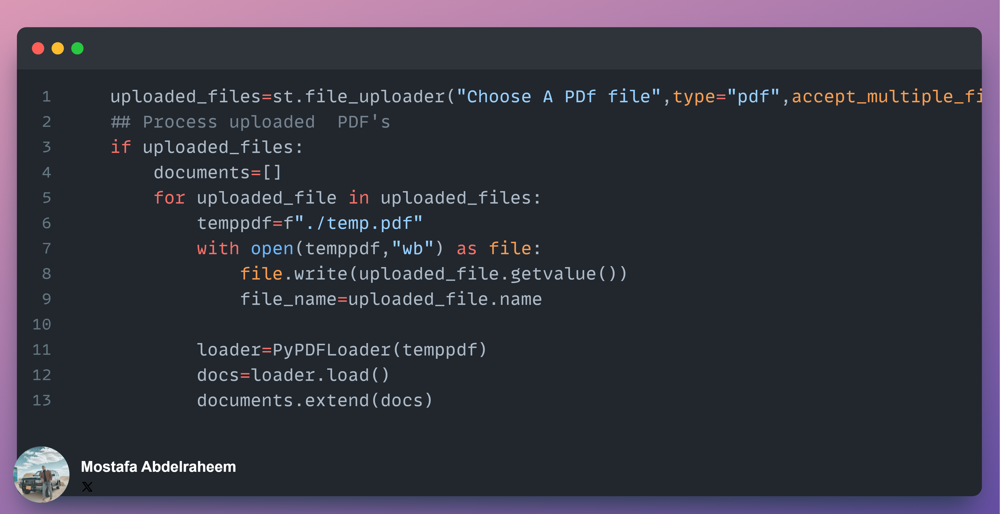 1 uploaded_files=st.file_uploader("Choose A PDf file",type="pdf",accept_multiple_fi
2 ## Process uploaded  PDF's
3 if uploaded_files:
4 documents=[]
5 for uploaded_file in uploaded_files:
6 temppdf=f"./temp.pdf"
7 with open(temppdf,"wb") as file:
8 file.write(uploaded_file.getvalue())
9 file_name=uploaded_file.name
10
11 loader=PyPDFLoader(temppdf)
12 docs=loader.load()
13 documents.extend(docs)
Mostafa Abdelraheem
X